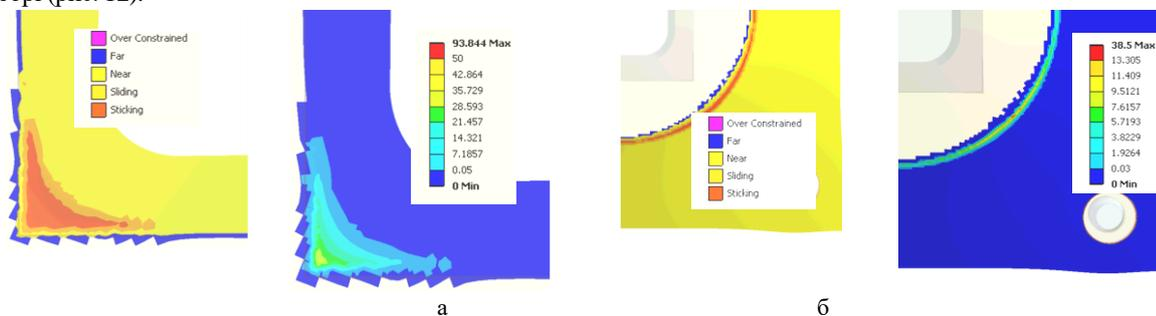 (рис. 12).
Over Constrained
Far
Near
Sliding
Sticking
93.844 Max
50
42.864
35.729
28.593
21.457
14.321
7.1857
0.05
0 Min
Over Constrained
Far
Near
Sliding
Sticking
38.5 Max
13.305
11.409
9.5121
7.6157
5.7193
3.8229
1.9264
0.03
0 Min
а
б